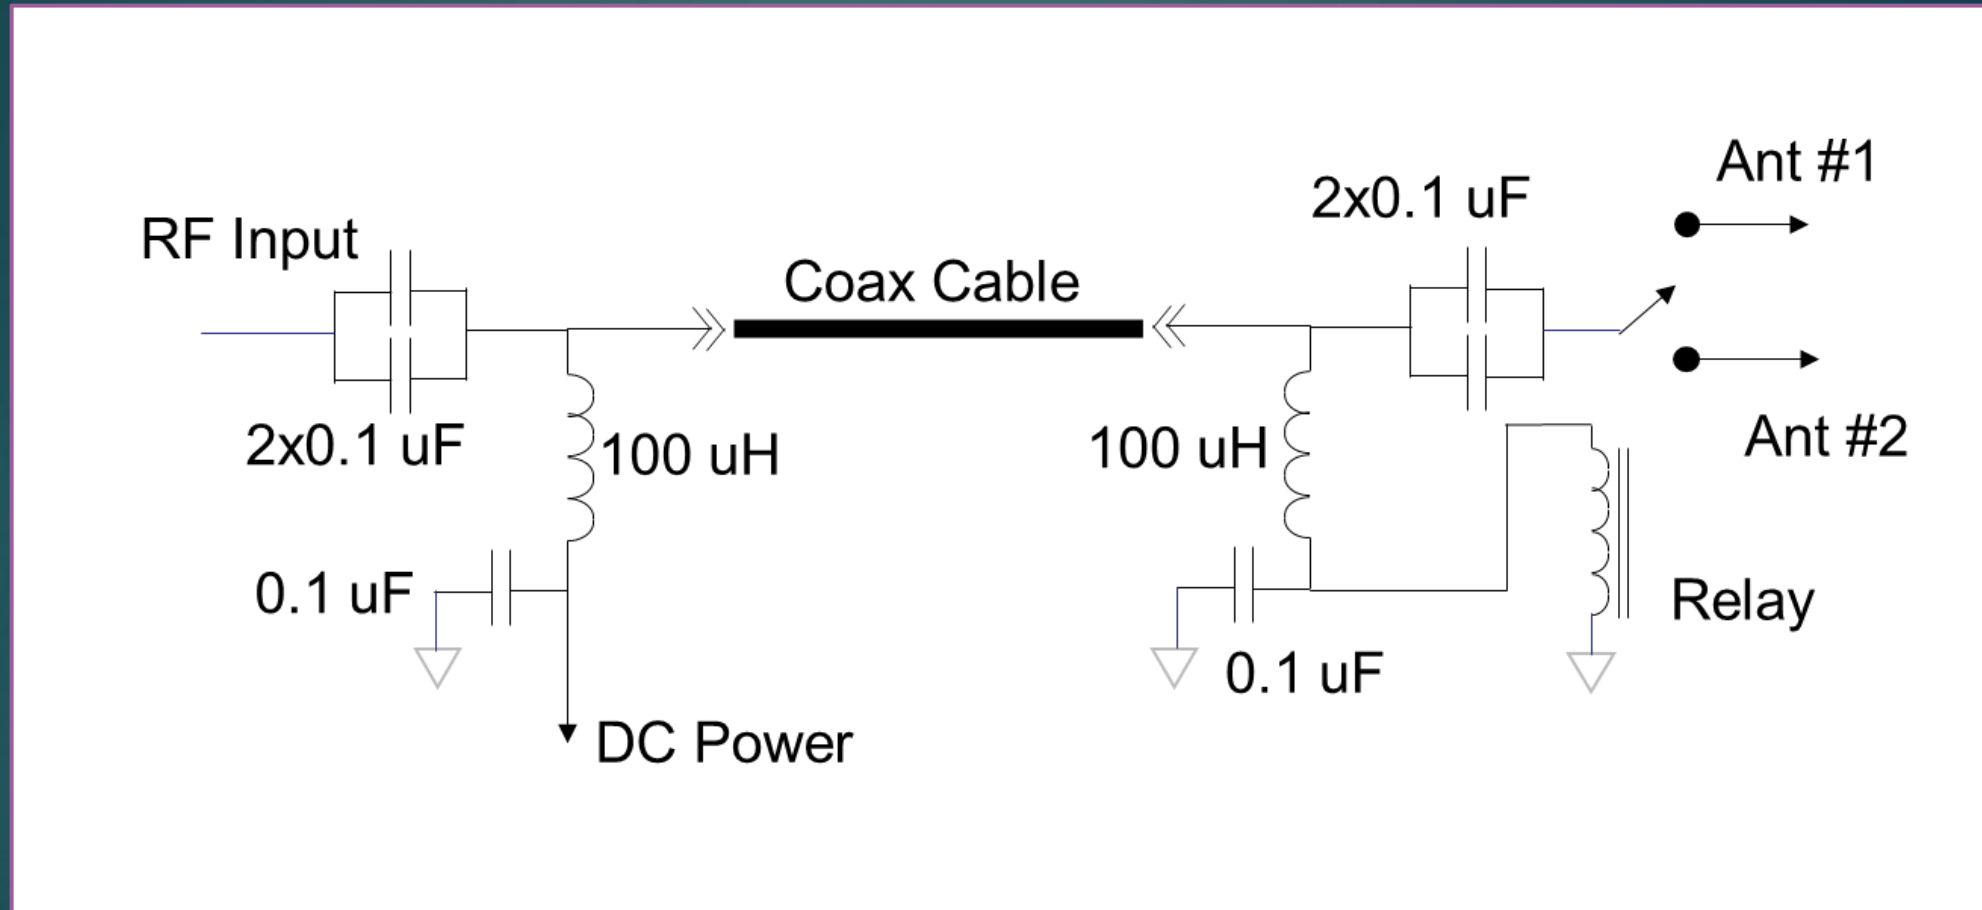 Ant #1
2x0.1 uF
RF Input
Coax Cable
2x0.1 uF
100 uH
100 uH
Ant #2
0.1 uF
Relay
0.1 uF
DC Power